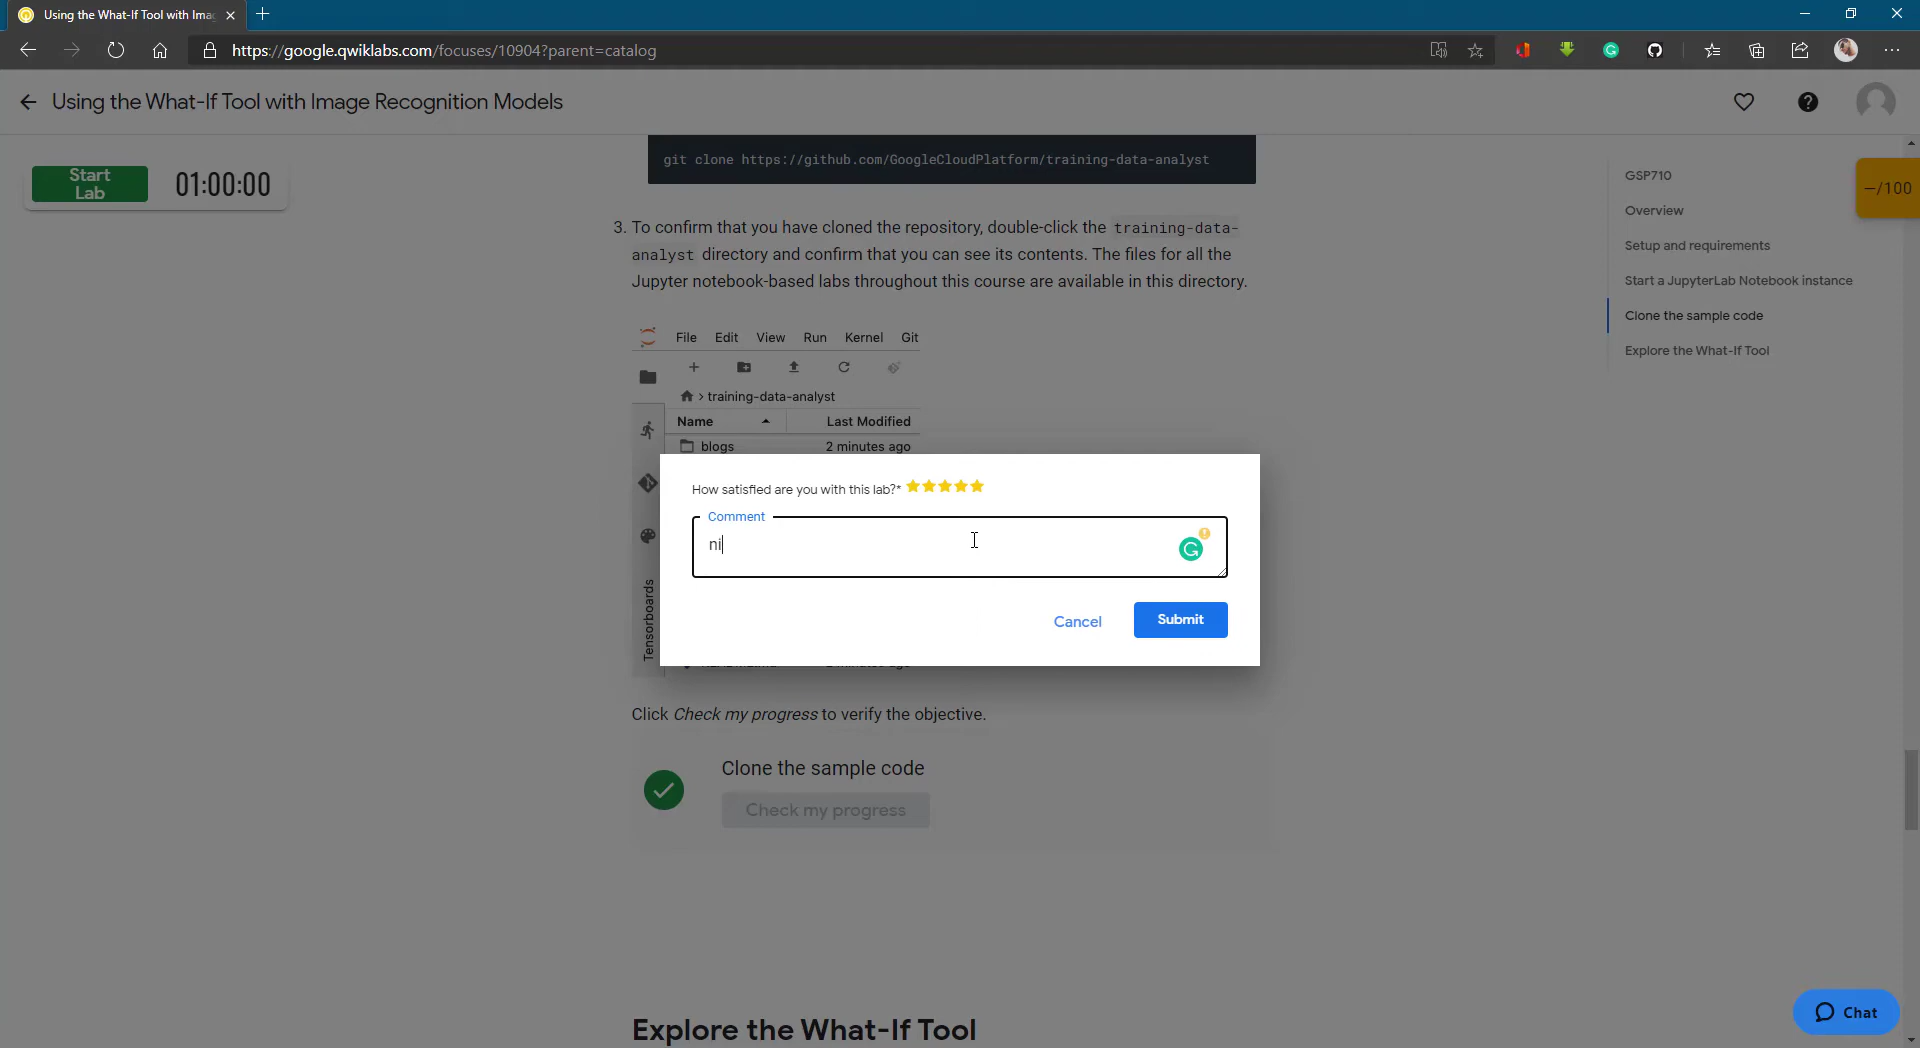 Using the What-If Tool with Ima
https://google.qwiklabs.com/focuses/10904?parent=catalog
Using the What-If Tool with Image Recognition Models
Start
Lab
01:00:00
git clone https://github.com/GoogleCloudPlatform/training-data-analyst
3. To confirm that you have cloned the repository, double-click the training-data-
analyst directory and confirm that you can see its contents. The files for all the
Jupyter notebook-based labs throughout this course are available in this directory.
File Edit View Run Kernel Git
> training-data-analyst
Name Last Modified
blogs 2 minutes ago
Tensorboards
How satisfied are you with this lab?*
Comment
ni
Cancel
Submit
Click Check my progress to verify the objective.
Clone the sample code
Check my progress
Explore the What-If Tool
GSP710
Overview
Setup and requirements
Start a JupyterLab Notebook instance
Clone the sample code
Explore the What-If Tool
–/100
Chat